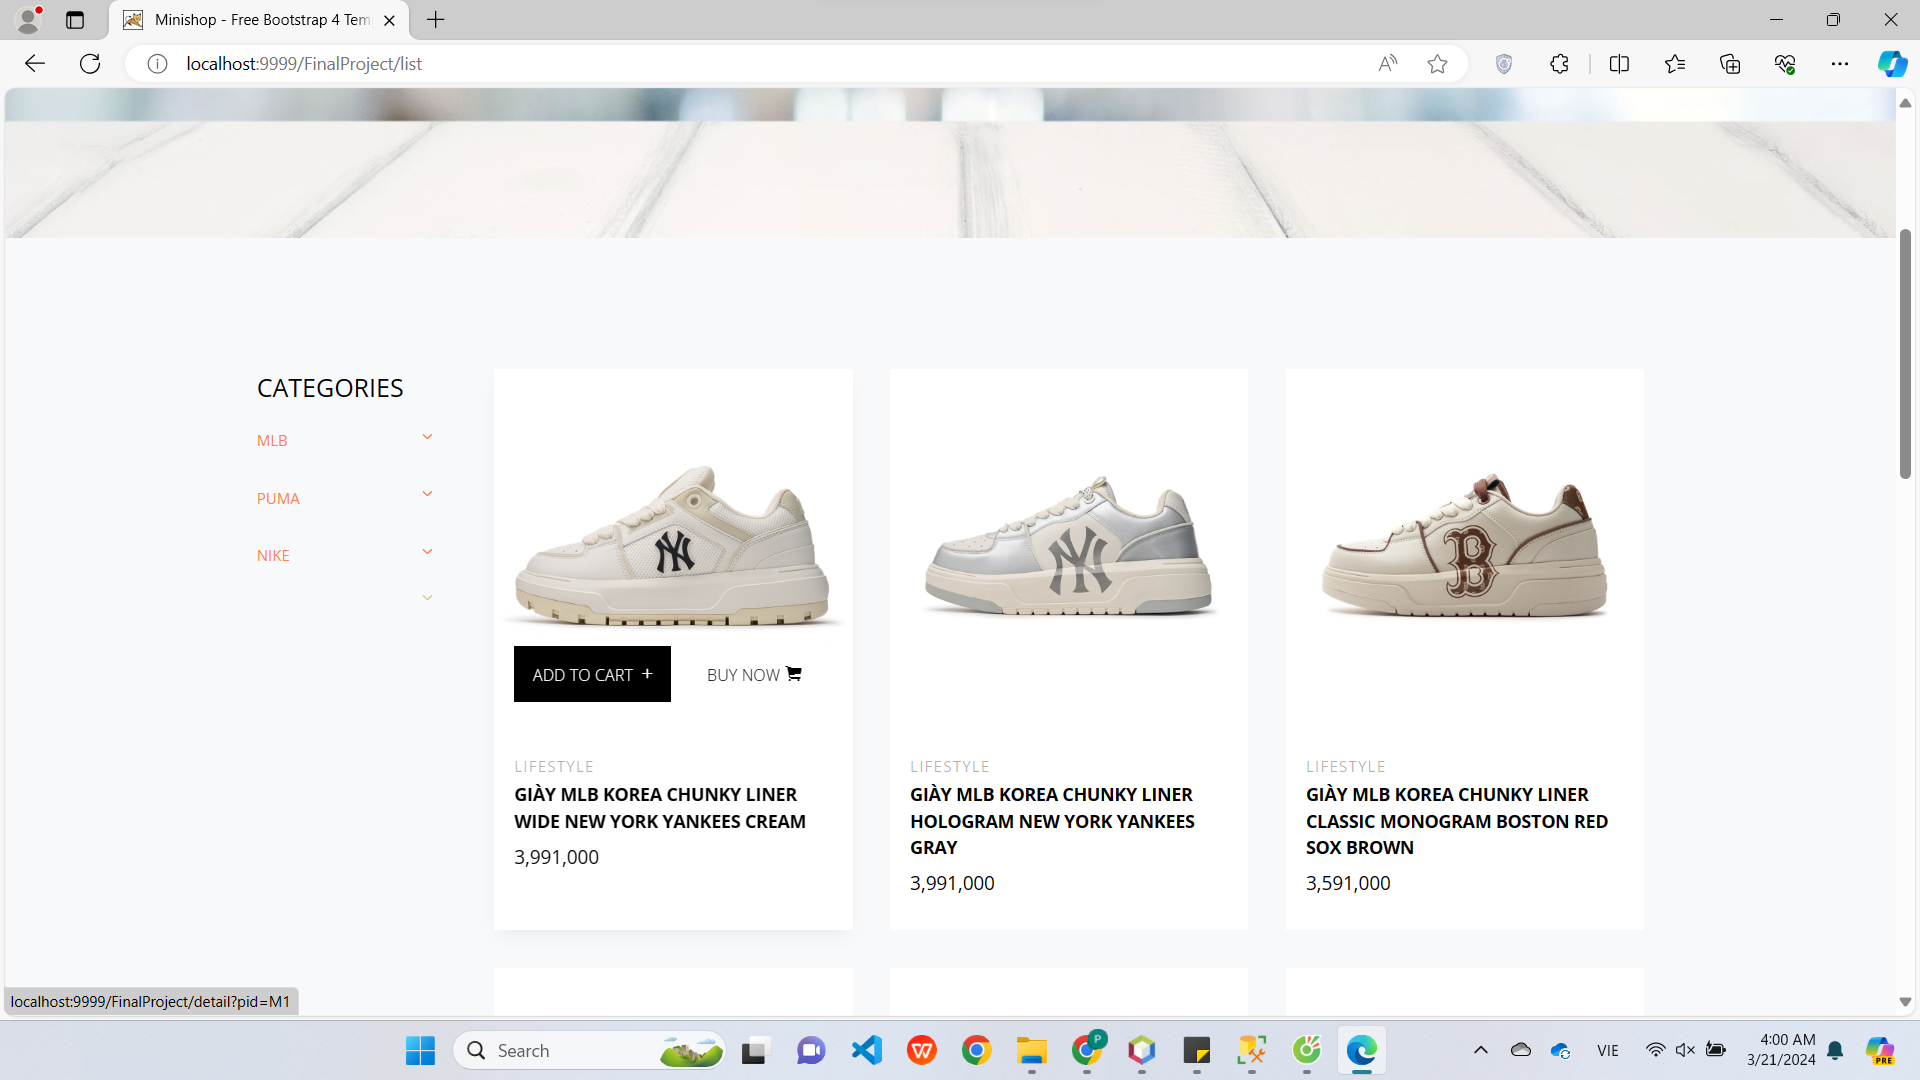 Minishop - Free Bootstrap 4 Tem
localhost:9999/FinalProject/list
CATEGORIES
MLB
PUMA
NIKE
ADD TO CART +
BUY NOW
LIFESTYLE
GIÀY MLB KOREA CHUNKY LINER
WIDE NEW YORK YANKEES CREAM
3,991,000
LIFESTYLE
GIÀY MLB KOREA CHUNKY LINER
HOLOGRAM NEW YORK YANKEES
GRAY
3,991,000
LIFESTYLE
GIÀY MLB KOREA CHUNKY LINER
CLASSIC MONOGRAM BOSTON RED
SOX BROWN
3,591,000
localhost:9999/FinalProject/detail?pid=M1
Search
P
VIE
4:00 AM
3/21/2024
PRE
NY
NY
B